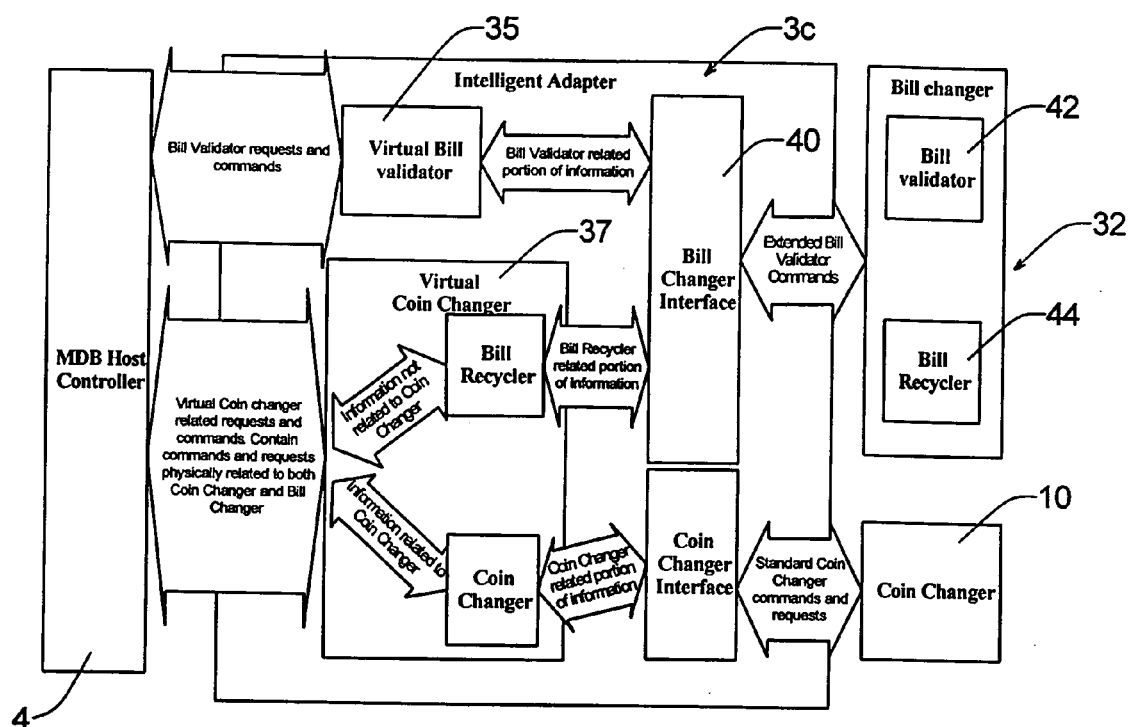 35
3c
Intelligent Adapter
Bill changer
42
Bill Validator requests and
commands
Virtual Bill
validator
Bill Validator related
portion of information
40
Bill
validator
37
Virtual
Coin Changer
Bill
Changer
Interface
Extended Bill
Validator
Commands
32
44
MDB Host
Controller
Bill
Recycler
Bill Recycler
related portion
of information
Bill
Recycler
Information not
related to Coin
Changer
Virtual Coin changer
related requests and
commands. Contain
commands and requests
physically related to both
Coin Changer and Bill
Changer
Information related to
Coin Changer
10
Coin
Changer
Coin Changer
related portion
of information
Coin
Changer
Interface
Standard Coin
Changer
commands and
requests
Coin Changer
4